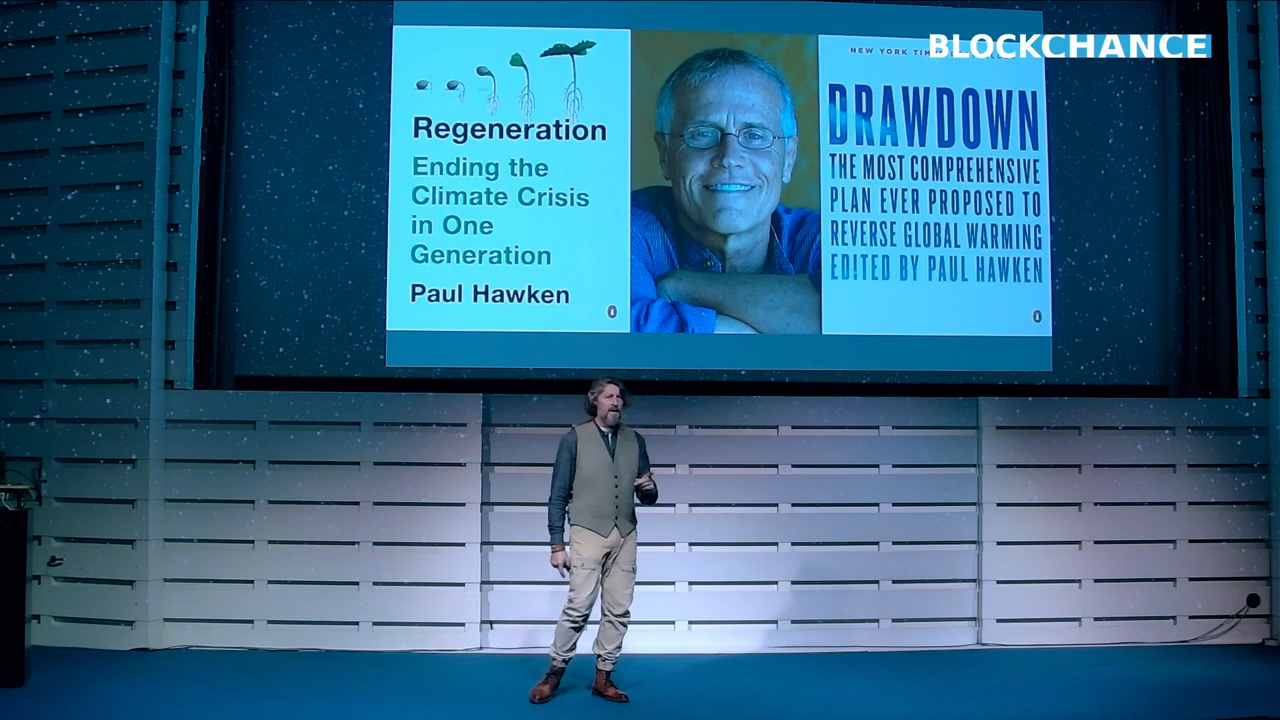 BLOCKCHANCE
Regeneration
Ending the
Climate Crisis
in One
Generation
Paul Hawken
NEW YORK
DRAWDOWN
THE MOST COMPREHENSIVE
PLAN EVER PROPOSED TO
REVERSE GLOBAL WARMING
EDITED BY PAUL HAWKEN